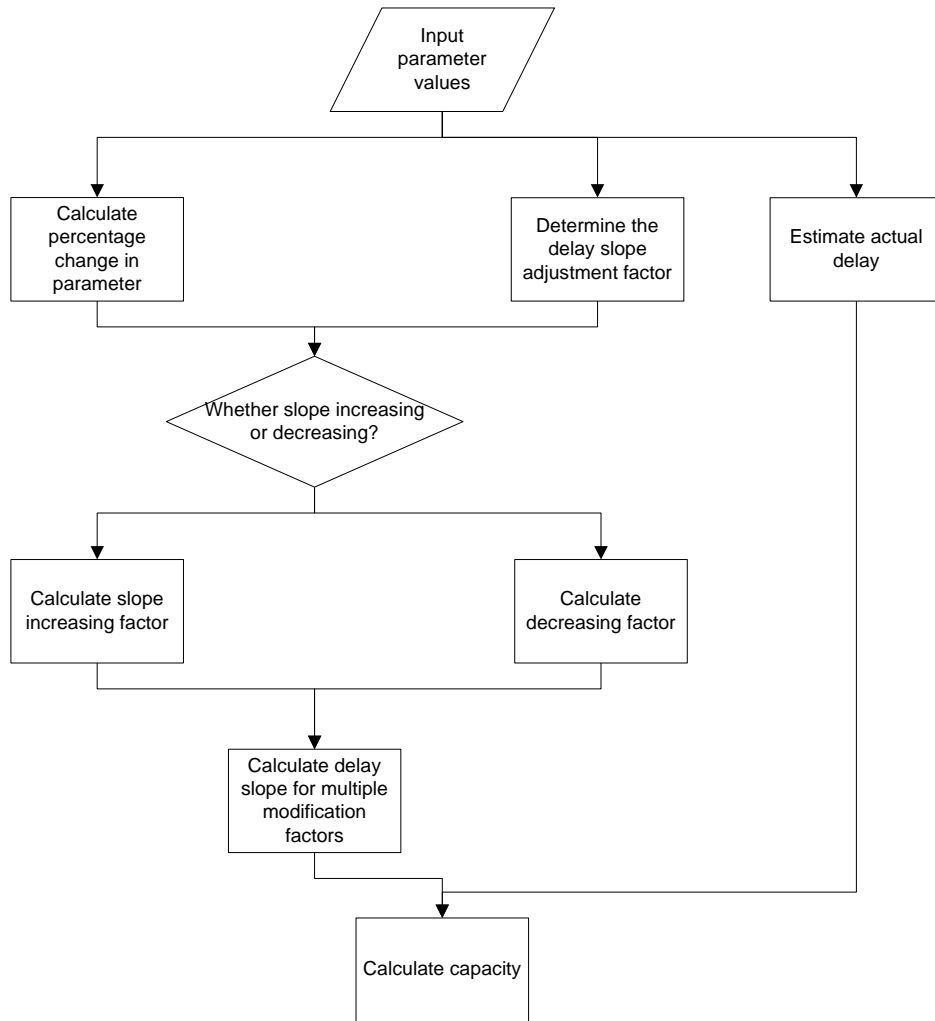 Input
parameter
values
Calculate
percentage
change in
parameter
Determine the
delay slope
adjustment factor
Estimate actual
delay
Whether slope increasing
or decreasing?
Calculate slope
increasing factor
Calculate
decreasing factor
Calculate delay
slope for multiple
modification
factors
Calculate capacity